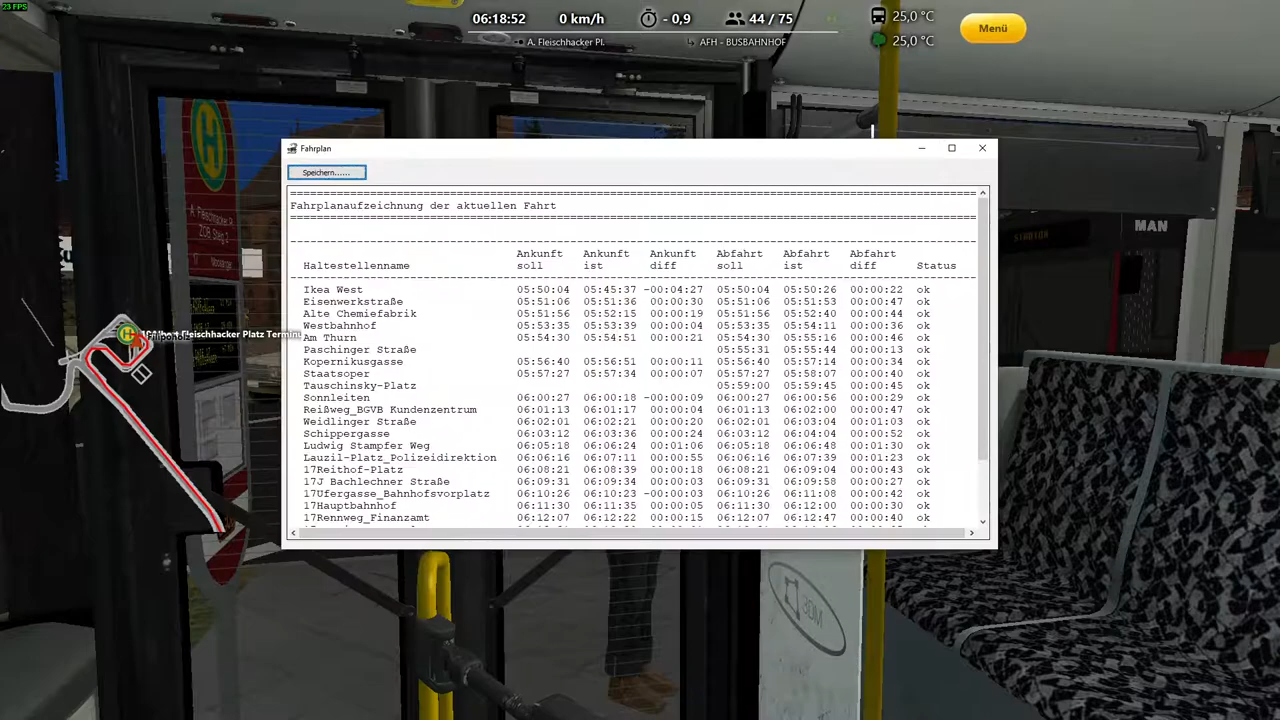 23 FPS
06:18:52 0 km/h - 0,9 44 / 75 25,0 °C Menü
A. Fleischhacker Pl. AFH - BUSBAHNHOF 25,0 °C
Fahrplan
Speichern......
Fahrplanaufzeichnung der aktuellen Fahrt
Ankunft Ankunft Ankunft Abfahrt Abfahrt Abfahrt
Haltestellenname soll ist diff soll ist diff Status
Ikea West 05:50:04 05:45:37 -00:04:27 05:50:04 05:50:26 00:00:22 ok
Eisenwerkstraße 05:51:06 05:51:36 00:00:30 05:51:06 05:51:53 00:00:48 ok
Alte Chemiefabrik 05:51:56 05:52:15 00:00:19 05:51:56 05:52:40 00:00:44 ok
Westbahnhof 05:53:35 05:53:39 00:00:04 05:53:35 05:54:11 00:00:36 ok
Am Thurn 05:54:30 05:54:51 00:00:21 05:54:30 05:55:16 00:00:46 ok
Paschinger Straße 05:55:31 05:55:44 00:00:13 ok
Kopernikusgasse 05:56:40 05:56:51 00:00:11 05:56:40 05:57:14 00:00:34 ok
Staatsoper 05:57:27 05:57:34 00:00:07 05:57:27 05:58:07 00:00:40 ok
Tauschinsky-Platz 05:59:00 05:59:45 00:00:45 ok
Sonnleiten 06:00:27 06:00:18 -00:00:09 06:00:27 06:00:56 00:00:29 ok
Reißweg_BGVB Kundenzentrum 06:01:13 06:01:17 00:00:04 06:01:13 06:02:00 00:00:47 ok
Weidlinger Straße 06:02:01 06:02:21 00:00:20 06:02:01 06:03:04 00:01:03 ok
Schippergasse 06:03:12 06:03:36 00:00:24 06:03:12 06:04:04 00:00:52 ok
Ludwig Stampfer Weg 06:05:18 06:06:24 00:01:06 06:05:18 06:06:48 00:01:30 ok
Lauzil-Platz_Polizeidirektion 06:06:16 06:07:11 00:00:55 06:06:16 06:07:39 00:01:23 ok
17Reithof-Platz 06:08:21 06:08:39 00:00:18 06:08:21 06:09:04 00:00:43 ok
17J Bachlechner Straße 06:09:31 06:09:34 00:00:03 06:09:31 06:09:58 00:00:27 ok
17Ufergasse_Bahnhofsvorplatz 06:10:26 06:10:23 -00:00:03 06:10:26 06:11:08 00:00:42 ok
17Hauptbahnhof 06:11:30 06:11:35 00:00:05 06:11:30 06:12:00 00:00:30 ok
17Rennweg_Finanzamt 06:12:07 06:12:22 00:00:15 06:12:07 06:12:47 00:00:40 ok
H
MAN
3DM